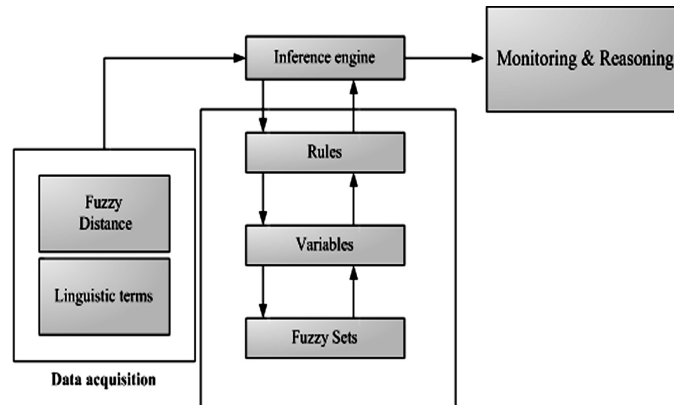 Inference engine
Monitoring & Reasoning
Rules
Fuzzy
Distance
Variables
Linguistic terms
Fuzzy Sets
Data acquisition